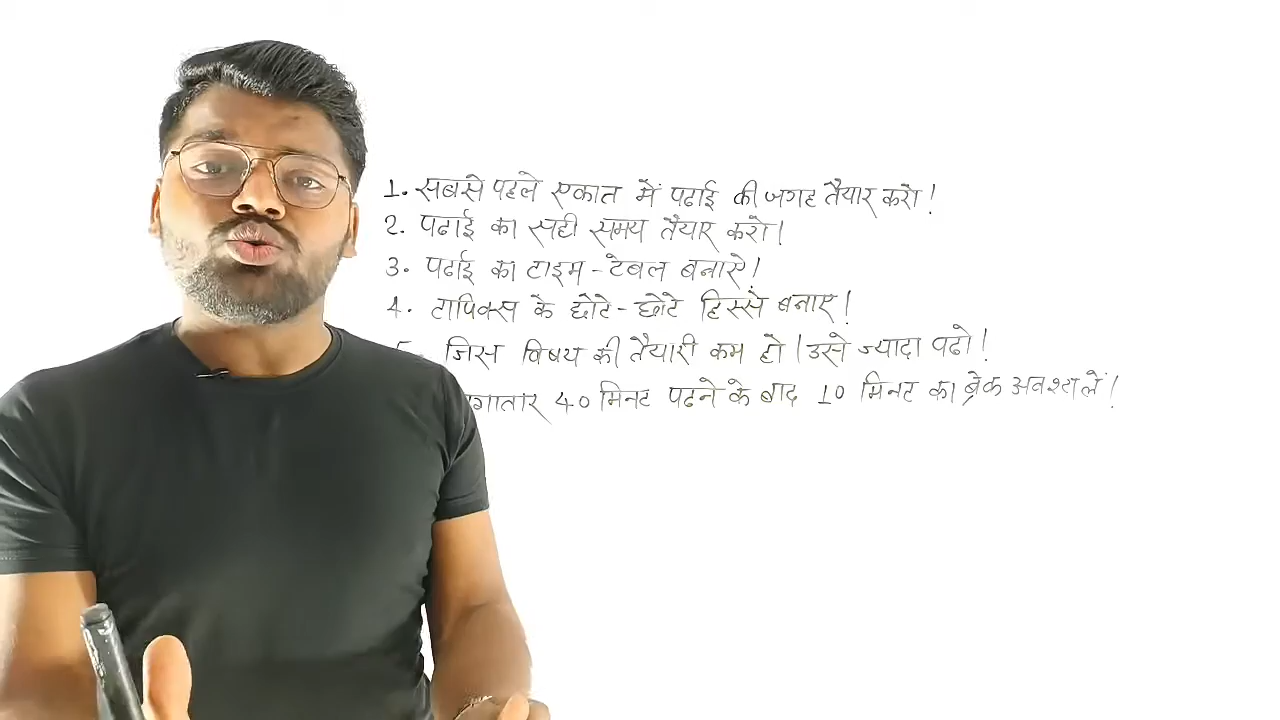 1. सबसे पहले एकात में पढाई की जगह तैयार करो!
2. पढाई का सही समय तैयार करो।
3. पढाई का टाइम-टेबल बनाऐ!
4. टापिक्स के छोटे-छोटे हिस्से बनाए!
जिस विषय की तैयारी कम हो। उसे ज्यादा पढो!
गातार 40 मिनट पढने के बाद 10 मिनट का ब्रेक अवश्य लें!